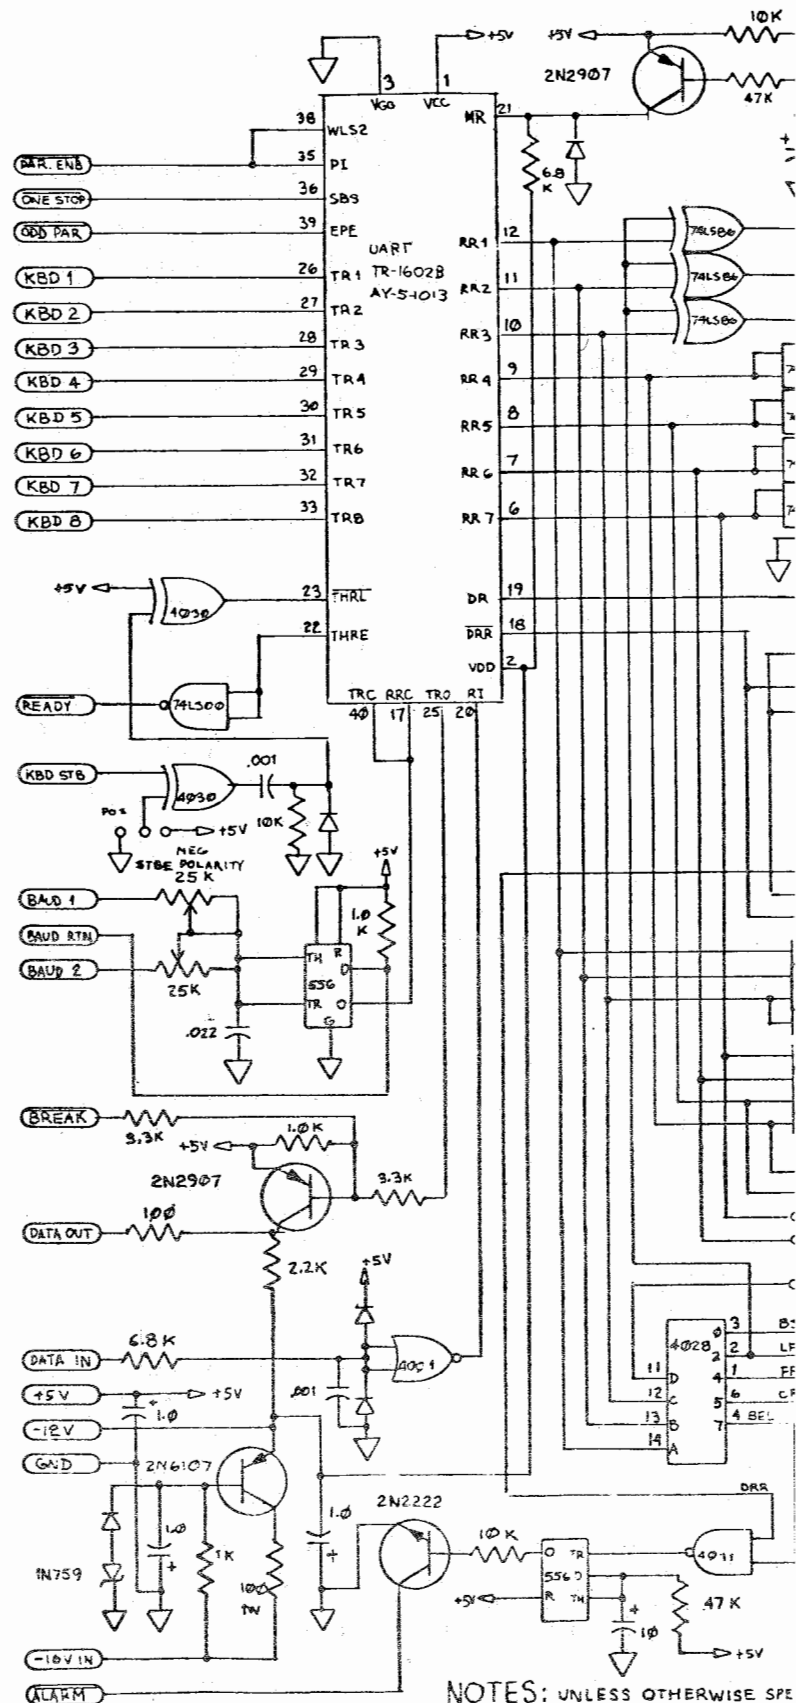 10K
+5V
+5V
3
1
2N2907
VGG
VCC
21
MR
47K
38
WLS2
6.8
K
PAR. ENB
35
PI
ONE STOP
36
SBS
ODD PAR
39
EPE
12
RR1
74LS86
UART
TR-1602B
AY-5-1013
KBD 1
26
TR1
11
RR2
74LS86
KBD 2
27
TR2
10
RR3
74LS86
KBD 3
28
TR3
9
RR4
KBD 4
29
TR4
8
RR5
KBD 5
30
TR5
7
RR6
KBD 6
31
TR6
6
RR7
KBD 7
32
TR7
KBD 8
33
TR8
+5V
4030
23
THRL
DR
19
22
THRE
DRR
18
VDD
2
READY
74LS00
TRC
RRC
TRO
RI
40
17
25
20
KBD STB
4030
.001
10K
POS
+5V
NEG
STBE POLARITY
25K
+5V
BAUD 1
1.0
K
BAUD RTN
TH
R
D
BAUD 2
25K
556
TR
O
G
.022
BREAK
3.3K
1.0K
+5V
2N2907
3.3K
DATA OUT
100
2.2K
+5V
DATA IN
6.8K
.001
4028
0
3
2
2
LF
11
D
4
1
FF
12
C
5
6
CR
13
B
7
4
BEL
14
A
+5V
+5V
1.0
-12V
GND
2N6107
DRR
2N2222
1.0
1.0
10K
O
TR
4011
1N759
1K
100
1W
556
D
+5V
R
TH
47K
10
+5V
-16V IN
ALARM
NOTES: UNLESS OTHERWISE SPE